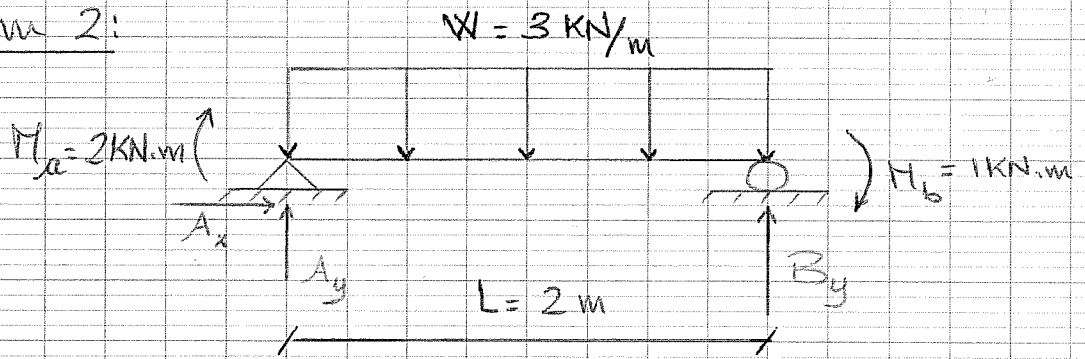 m 2:
W = 3 KN/m
Ma = 2KN.m
Mb = 1KN.m
Ax
Ay
By
L = 2 m